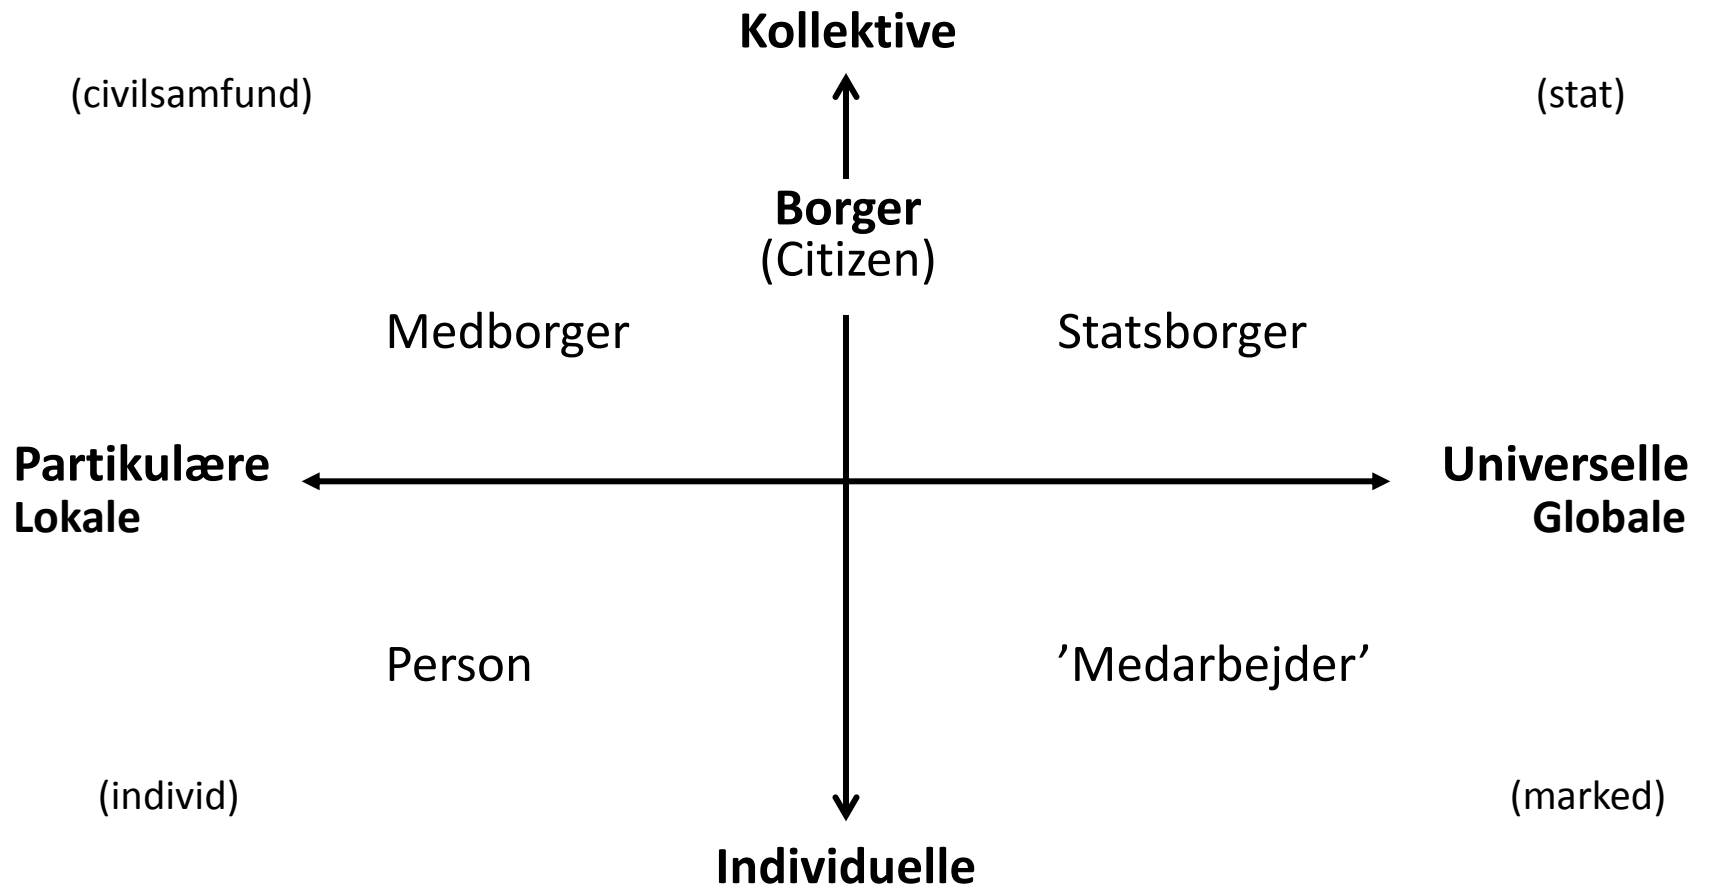 Kollektive
(civilsamfund)
(stat)
Borger
(Citizen)
Medborger
Statsborger
Partikulære
Lokale
Universelle
Globale
Person
’Medarbejder’
(individ)
(marked)
Individuelle